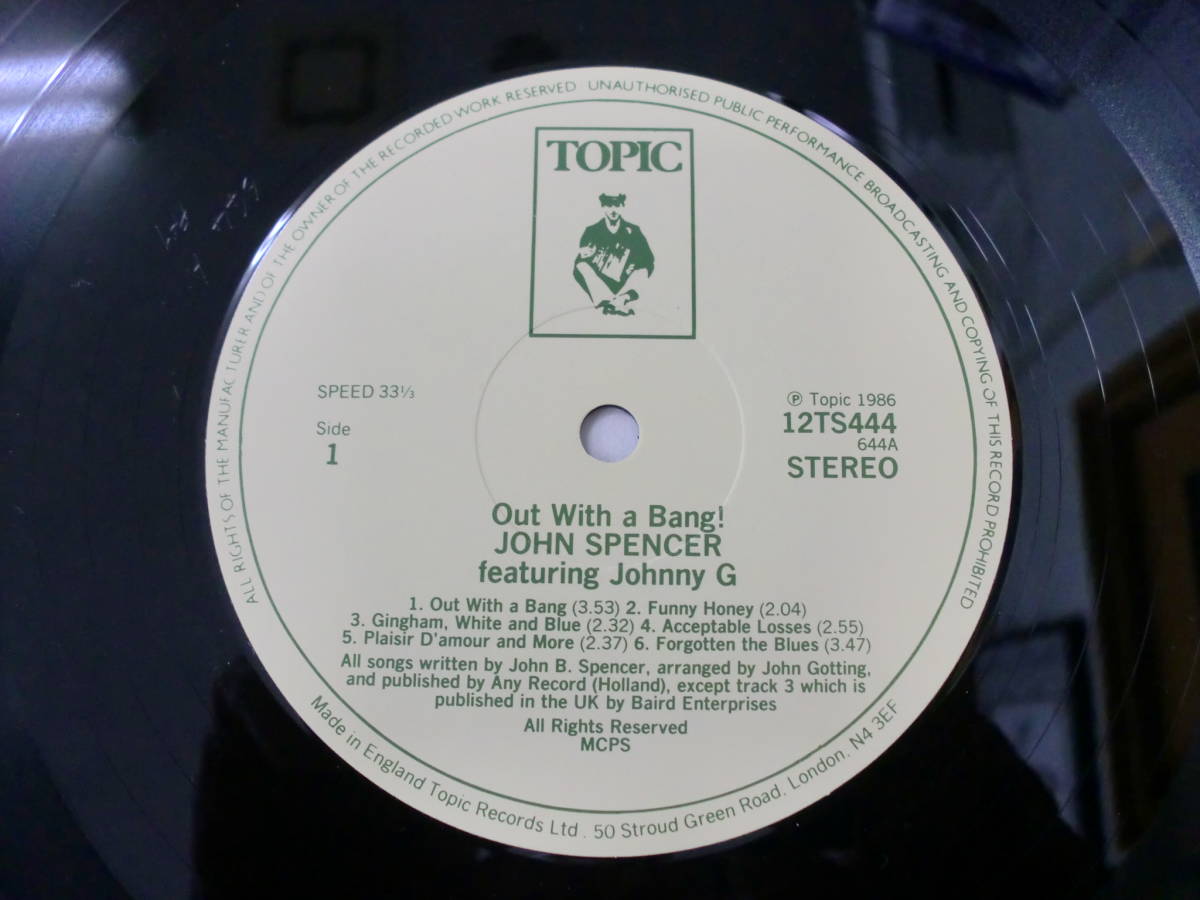 ALL RIGHTS OF THE MANUFACTURER AND OF THE OWNER OF THE RECORDED WORK RESERVED UNAUTHORISED PUBLIC PERFORMANCE BROADCASTING AND COPYING OF THIS RECORD PROHIBITED
TOPIC
SPEED 33⅓
Side
1
℗ Topic 1986
12TS444
644A
STEREO
Out With a Bang!
JOHN SPENCER
featuring Johnny G
1. Out With a Bang (3.53) 2. Funny Honey (2.04)
3. Gingham, White and Blue (2.32) 4. Acceptable Losses (2.55)
5. Plaisir D'amour and More (2.37) 6. Forgotten the Blues (3.47)
All songs written by John B. Spencer, arranged by John Gotting,
and published by Any Record (Holland), except track 3 which is
published in the UK by Baird Enterprises
All Rights Reserved
MCPS
Made in England Topic Records Ltd . 50 Stroud Green Road. London. N4 3EF